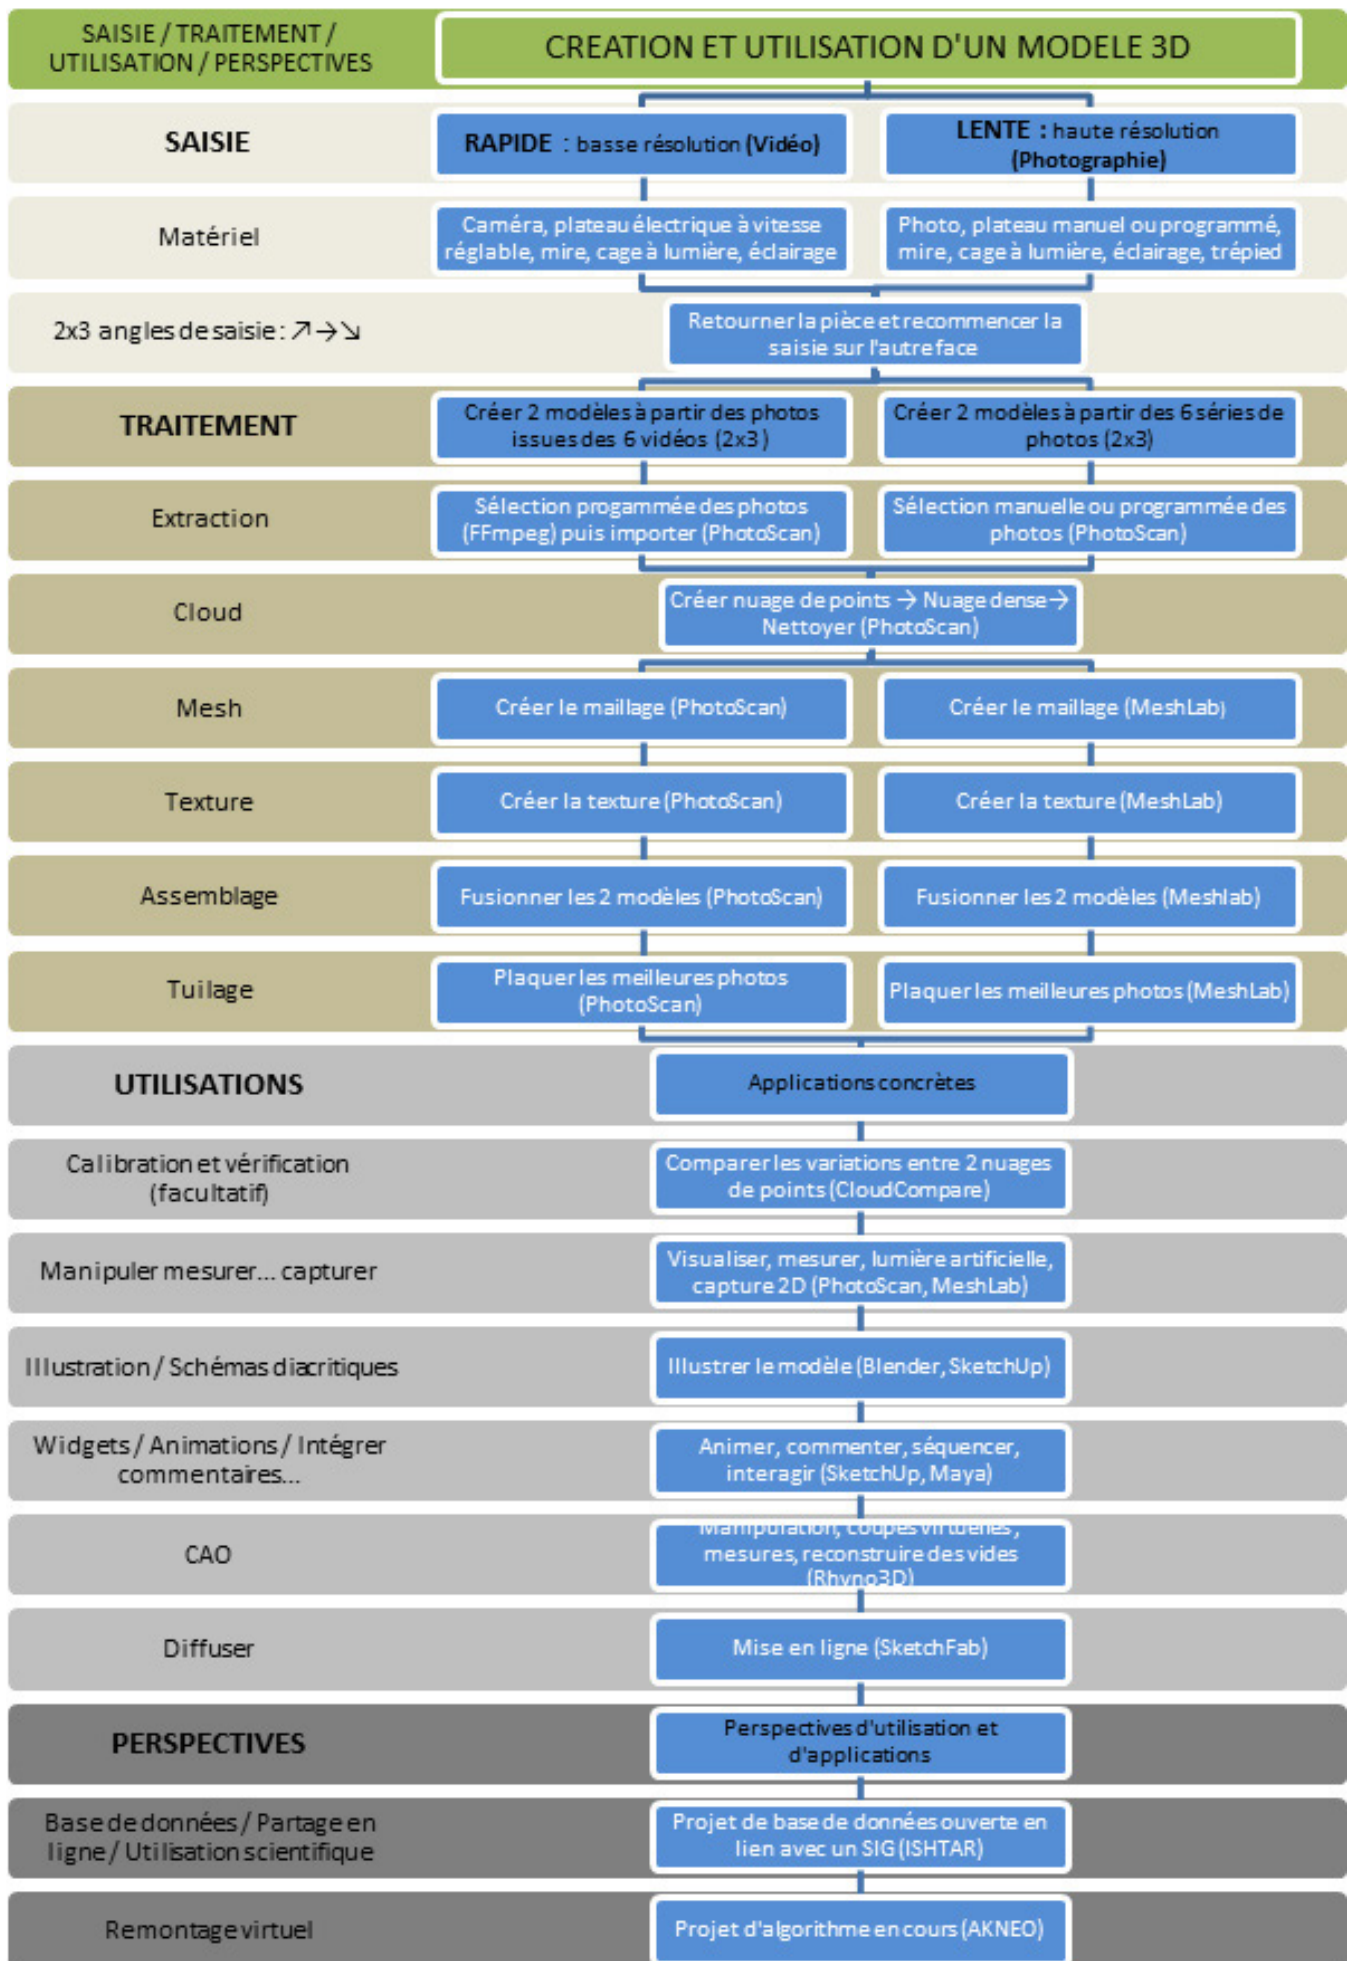 SAISIE / TRAITEMENT /
UTILISATION / PERSPECTIVES
CREATION ET UTILISATION D'UN MODELE 3D
SAISIE
RAPIDE : basse résolution (Vidéo)
LENTE : haute résolution
(Photographie)
Matériel
Caméra, plateau électrique à vitesse
réglable, mire, cage à lumière, éclairage
Photo, plateau manuel ou programmé,
mire, cage à lumière, éclairage, trépied
2x3 angles de saisie : ↗→↘
Retourner la pièce et recommencer la
saisie sur l'autre face
TRAITEMENT
Créer 2 modèles à partir des photos
issues des 6 vidéos (2x3 )
Créer 2 modèles à partir des 6 séries de
photos (2x3)
Extraction
Sélection progammée des photos
(FFmpeg) puis importer (PhotoScan)
Sélection manuelle ou programmée des
photos (PhotoScan)
Cloud
Créer nuage de points → Nuage dense→
Nettoyer (PhotoScan)
Mesh
Créer le maillage (PhotoScan)
Créer le maillage (MeshLab)
Texture
Créer la texture (PhotoScan)
Créer la texture (MeshLab)
Assemblage
Fusionner les 2 modèles (PhotoScan)
Fusionner les 2 modèles (Meshlab)
Tuilage
Plaquer les meilleures photos
(PhotoScan)
Plaquer les meilleures photos (MeshLab)
UTILISATIONS
Applications concrètes
Calibration et vérification
(facultatif)
Comparer les variations entre 2 nuages
de points (CloudCompare)
Manipuler mesurer... capturer
Visualiser, mesurer, lumière artificielle,
capture 2D (PhotoScan, MeshLab)
Illustration / Schémas diacritiques
Illustrer le modèle (Blender, SketchUp)
Widgets / Animations / Intégrer
commentaires...
Animer, commenter, séquencer,
interagir (SketchUp, Maya)
CAO
Manipulation, coupes virtuelles,
mesures, reconstruire des vides
(Rhyno3D)
Diffuser
Mise en ligne (SketchFab)
PERSPECTIVES
Perspectives d'utilisation et
d'applications
Base de données / Partage en
ligne / Utilisation scientifique
Projet de base de données ouverte en
lien avec un SIG (ISHTAR)
Remontage virtuel
Projet d'algorithme en cours (AKNEO)